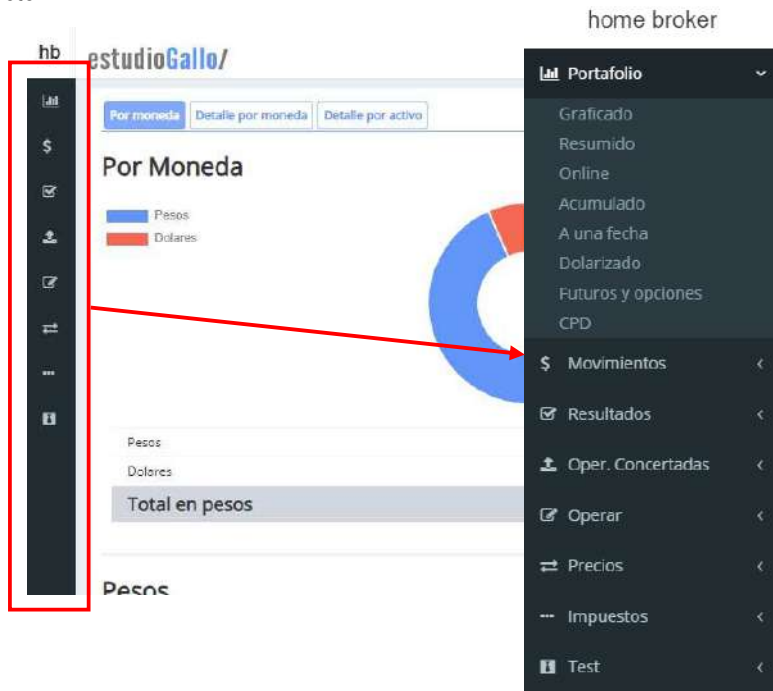 home broker
hb
estudioGallo/
Por moneda
Detalle por moneda
Detalle por activo
Por Moneda
Pesos
Dolares
Pesos
Dolores
Total en pesos
Pesos
Portafolio
Graficado
Resumido
Online
Acumulado
A una fecha
Dolarizado
Futuros y opciones
CPD
$ Movimientos
Resultados
Oper. Concertadas
Operar
Precios
Impuestos
Test